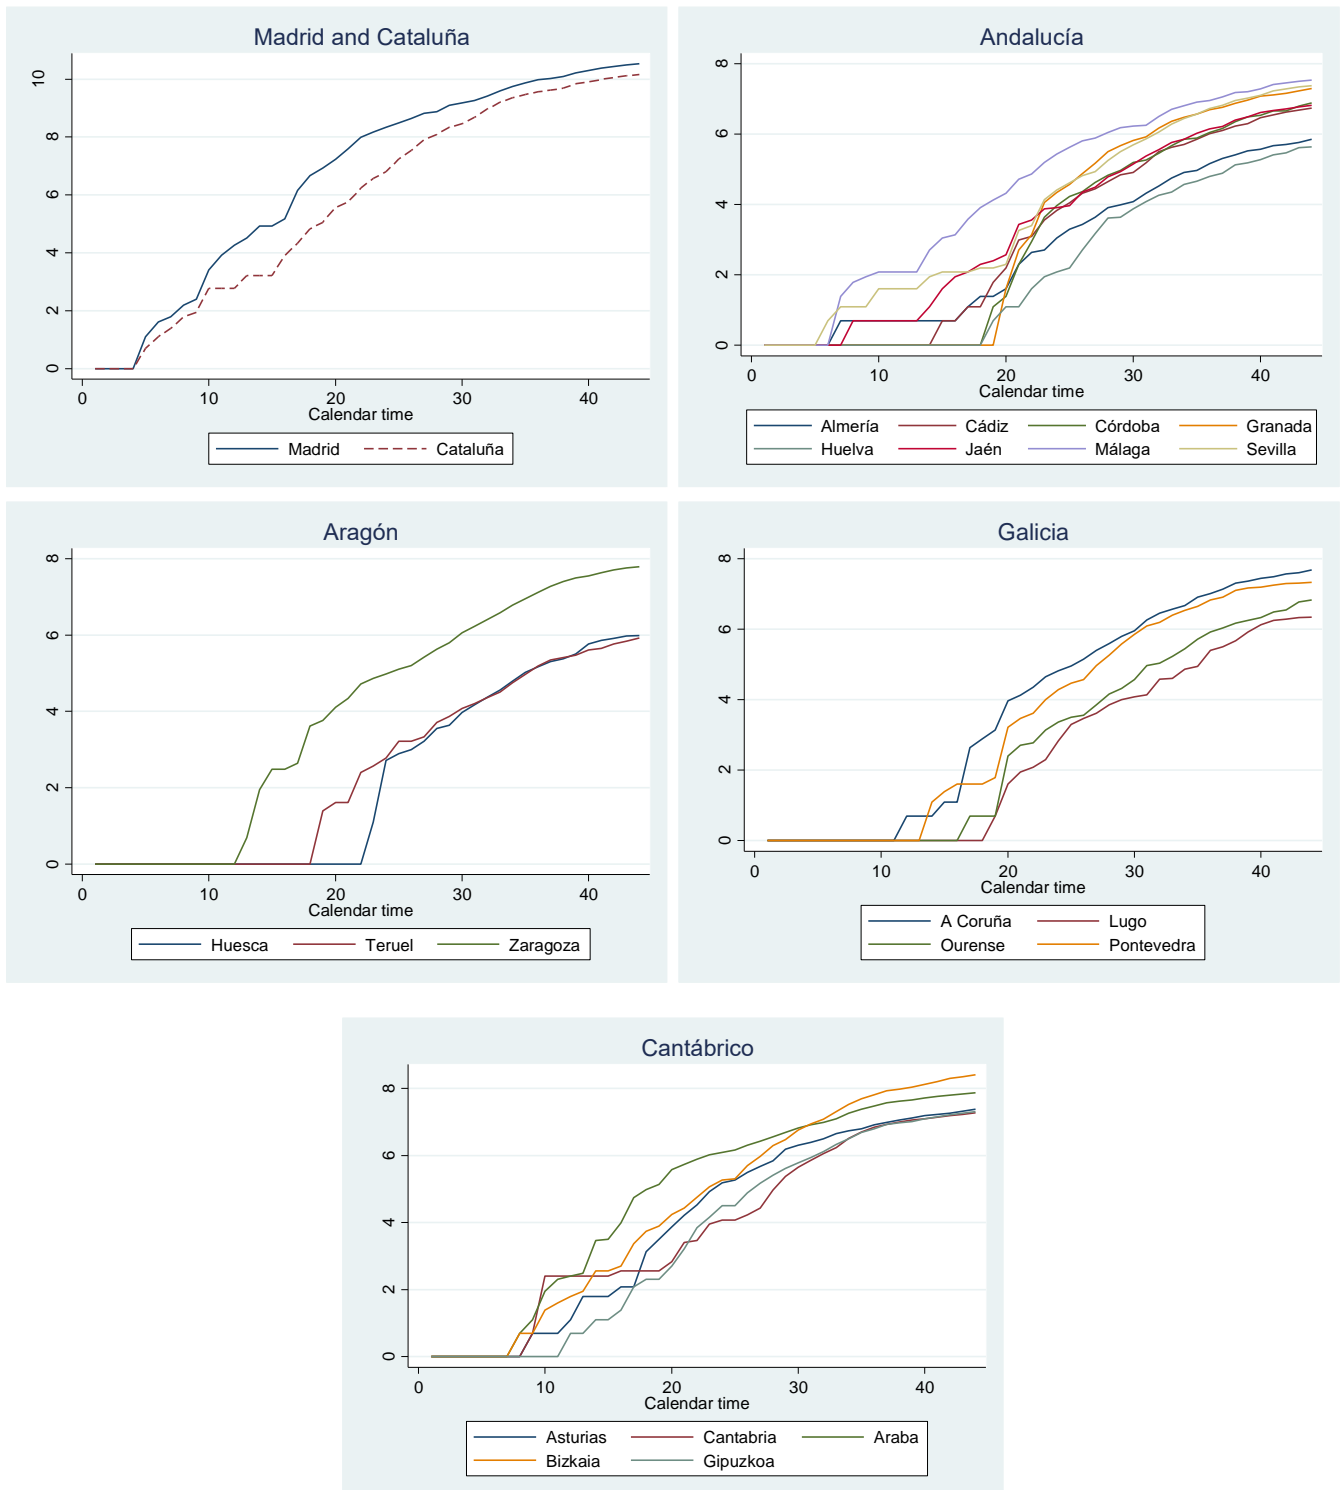 Madrid and Cataluña
10
8
6
4
2
0
0 10 20 30 40
Calendar time
Madrid Cataluña
Andalucía
8
6
4
2
0
0 10 20 30 40
Calendar time
Almería Cádiz Córdoba Granada
Huelva Jaén Málaga Sevilla
Aragón
8
6
4
2
0
0 10 20 30 40
Calendar time
Huesca Teruel Zaragoza
Galicia
8
6
4
2
0
0 10 20 30 40
Calendar time
A Coruña Lugo
Ourense Pontevedra
Cantábrico
8
6
4
2
0
0 10 20 30 40
Calendar time
Asturias Cantabria Araba
Bizkaia Gipuzkoa